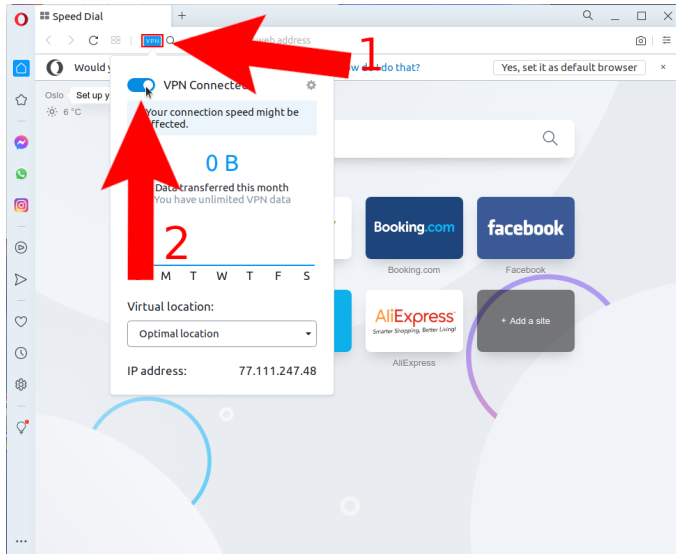 Speed Dial
VPN
web address
1
Would y
do that?
Yes, set it as default browser
VPN Connected
Oslo
Set up y
6 °C
Your connection speed might be
affected.
0 B
Data transferred this month
You have unlimited VPN data
2
M T W T F S
Booking.com
facebook
Booking.com
Facebook
Virtual location:
Optimal location
AliExpress
Smarter Shopping, Better Living!
+ Add a site
AliExpress
IP address: 77.111.247.48